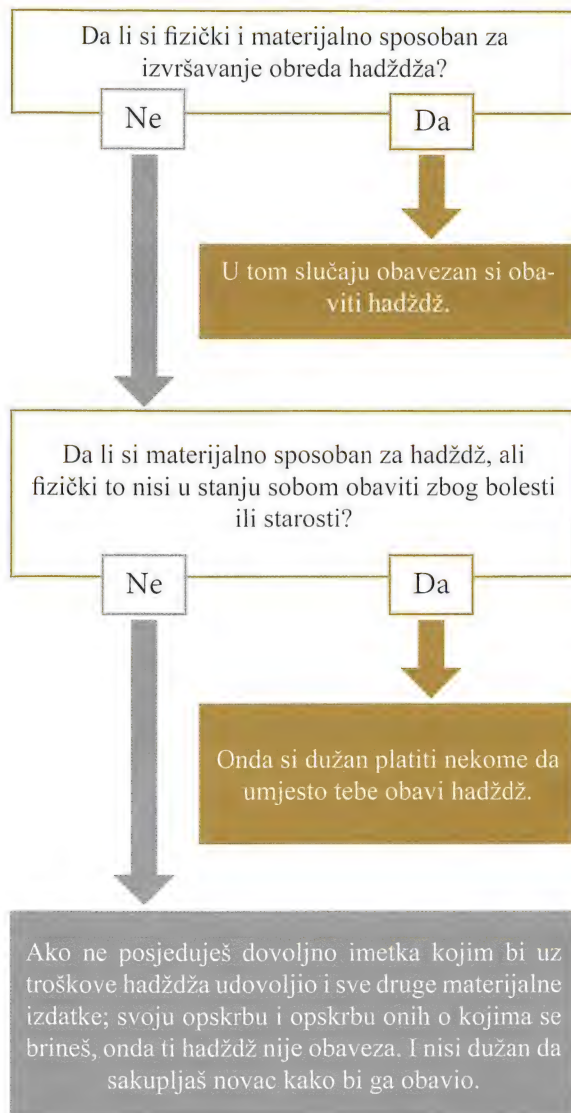 Da li si fizički i materijalno sposoban za
izvršavanje obreda hadždža?
Ne
Da
U tom slučaju obavezan si oba-
viti hadždž.
Da li si materijalno sposoban za hadždž, ali
fizički to nisi u stanju sobom obaviti zbog bolesti
ili starosti?
Ne
Da
Onda si dužan platiti nekome da
umjesto tebe obavi hadždž.
Ako ne posjeduješ dovoljno imetka kojim bi uz
troškove hadždža udovoljio i sve druge materijalne
izdatke; svoju opskrbu i opskrbu onih o kojima se
brineš, onda ti hadždž nije obaveza. I nisi dužan da
sakupljaš novac kako bi ga obavio.